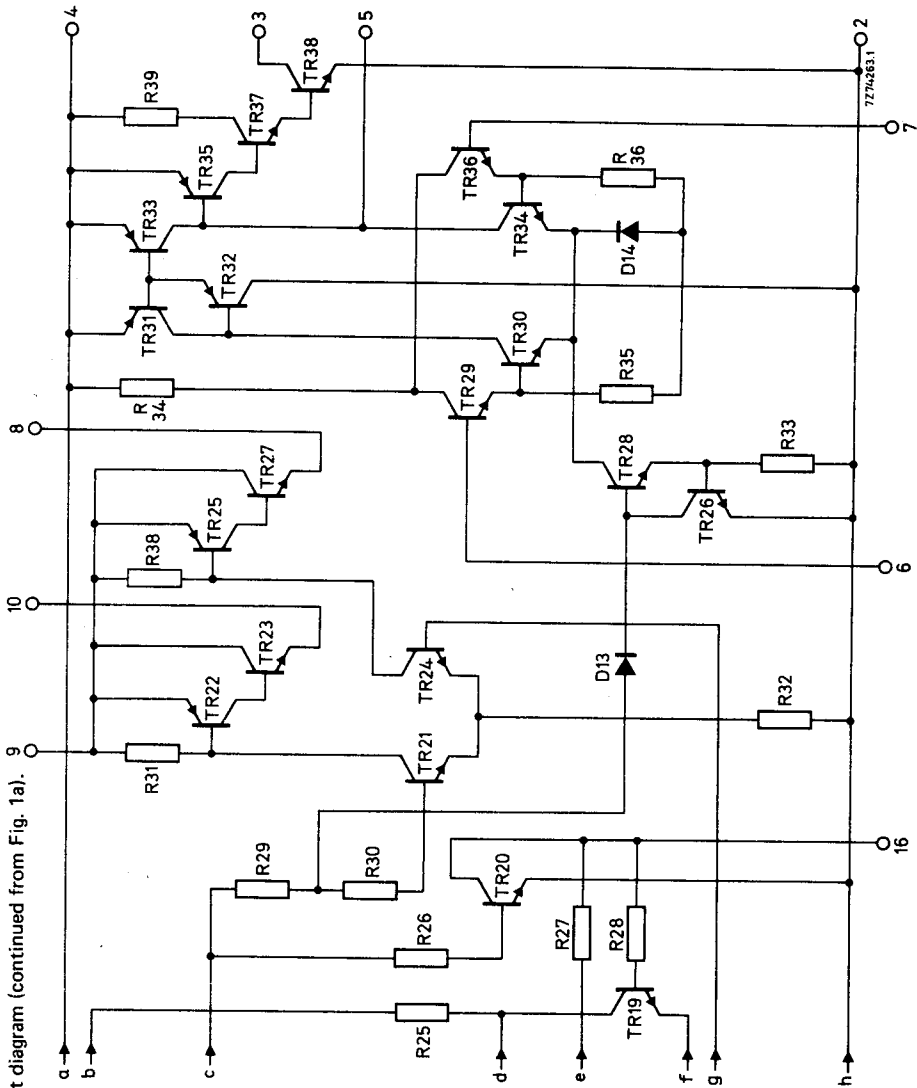 t diagram (continued from Fig. 1a).
9
10
8
4
3
5
a
b
c
d
e
f
g
h
R31
R38
R
34
R39
TR22
TR23
TR25
TR27
TR31
TR32
TR33
TR35
TR37
TR38
R29
R30
R26
R25
TR21
TR24
TR29
TR30
TR34
TR36
R
36
D14
R35
TR28
TR26
R33
D13
R32
TR20
R27
R28
TR19
16
6
7
2
7Z74263.1